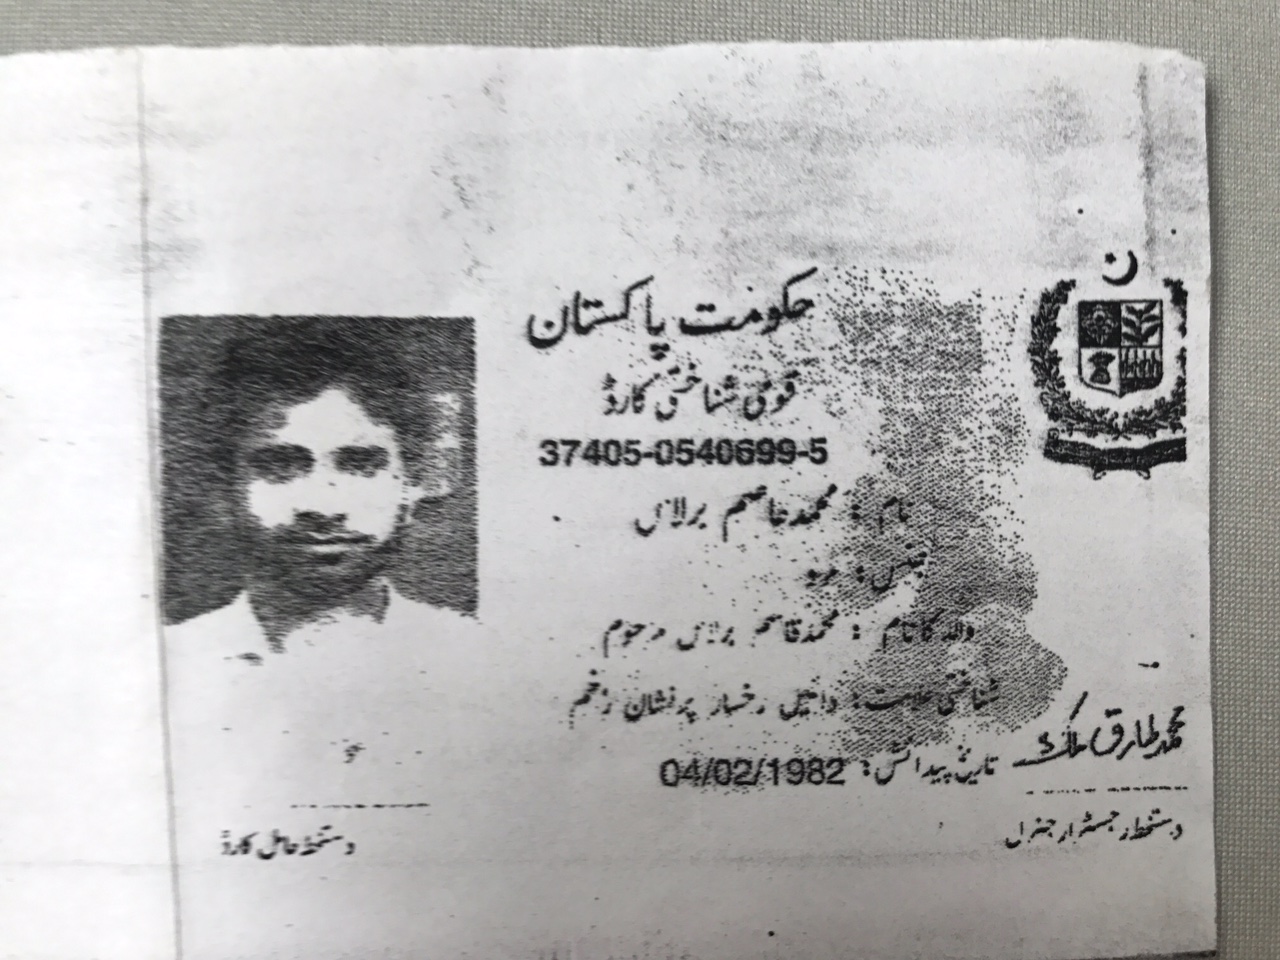 حکومت پاکستان
قومی شناختی کارڈ
37405-0540699-5
نام : محمد عاصم برلاس
جنس : مرد
والد کا نام : محمد قاسم برلاس مرحوم
شناختی علامت : دائیں رخسار پر نشان زخم
تاریخ پیدائش : 04/02/1982
محمد طارق ملک
دستخط رجسٹرار جنرل
دستخط حامل کارڈ